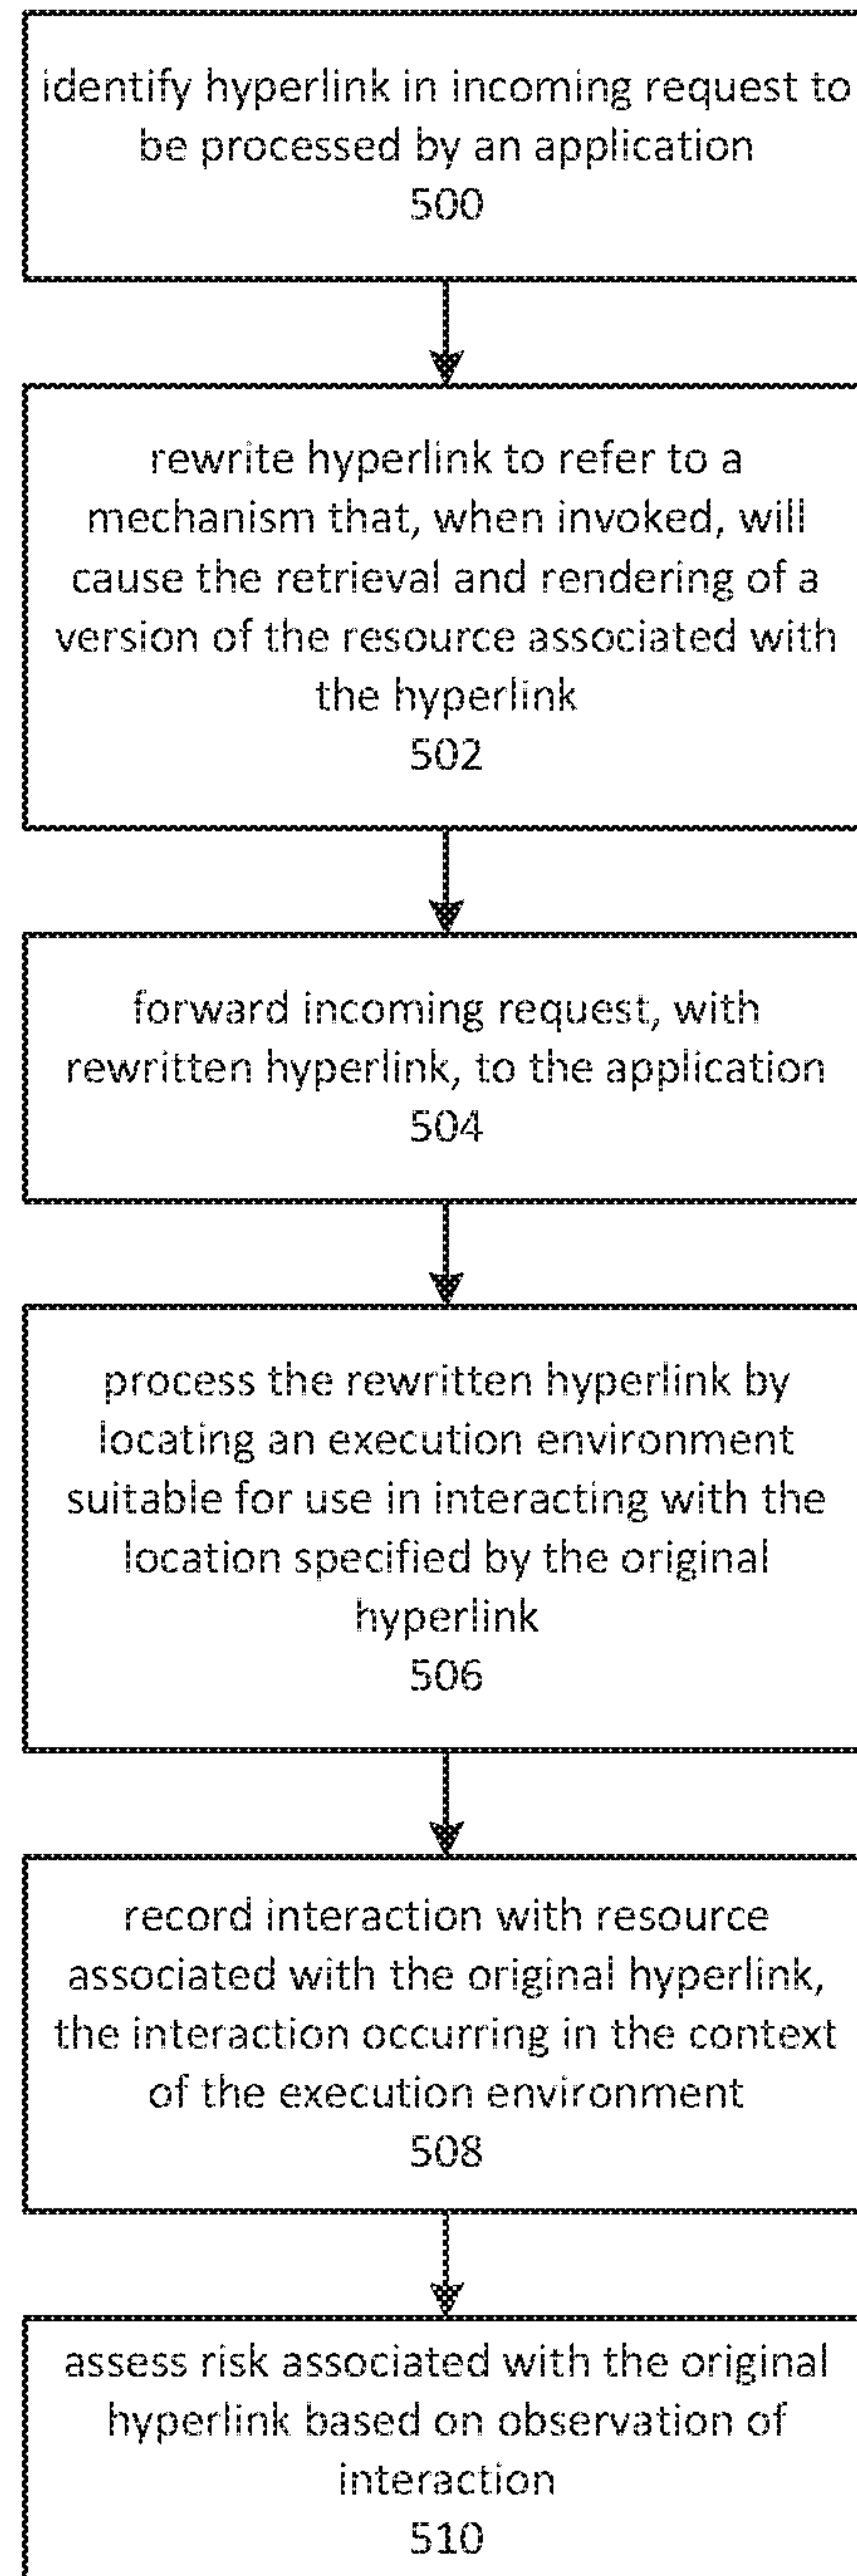 identify hyperlink in incoming request to
be processed by an application
500
rewrite hyperlink to refer to a
mechanism that, when invoked, will
cause the retrieval and rendering of a
version of the resource associated with
the hyperlink
502
forward incoming request, with
rewritten hyperlink, to the application
504
process the rewritten hyperlink by
locating an execution environment
suitable for use in interacting with the
location specified by the original
hyperlink
506
record interaction with resource
associated with the original hyperlink,
the interaction occurring in the context
of the execution environment
508
assess risk associated with the original
hyperlink based on observation of
interaction
510